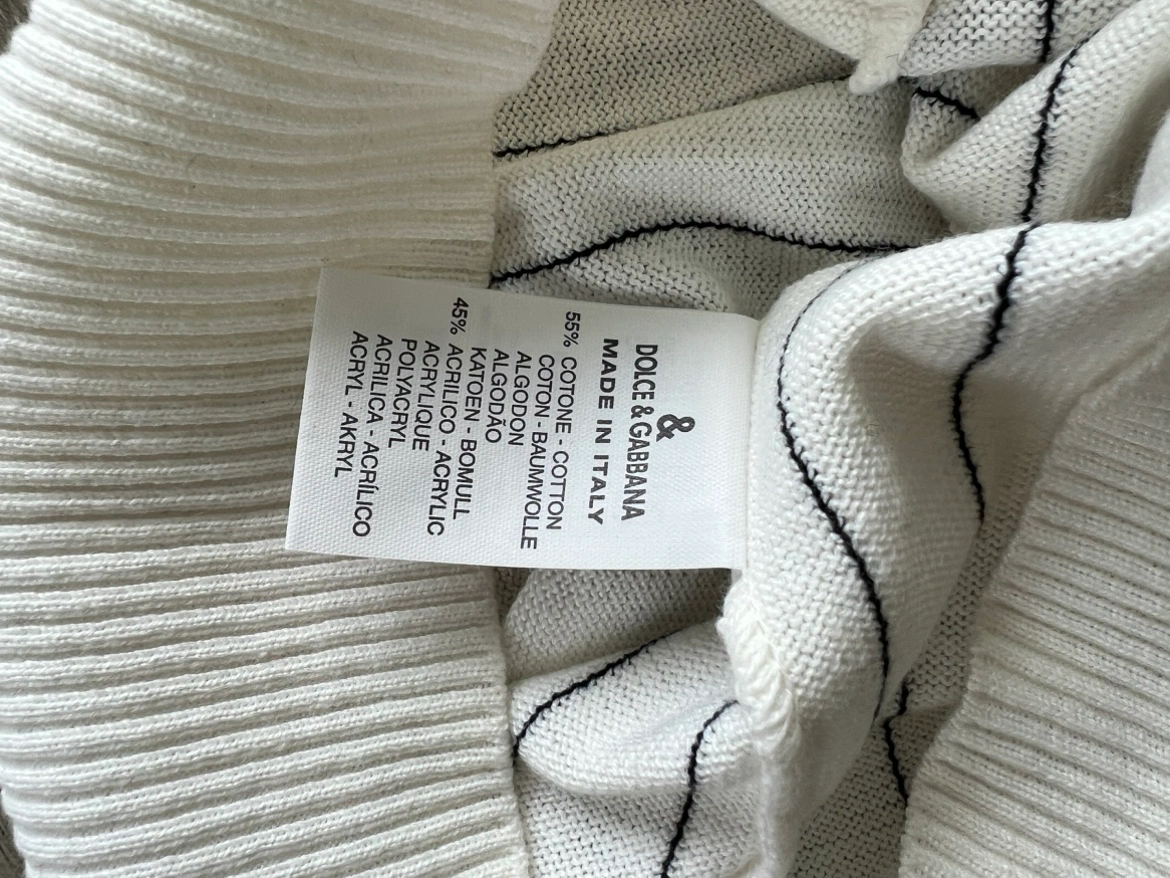 &
DOLCE & GABBANA
MADE IN ITALY
55% COTONE - COTTON
COTON - BAUMWOLLE
ALGODON
ALGODÃO
KATOEN - BOMULL
45% ACRILICO - ACRYLIC
ACRYLIQUE
POLYACRYL
ACRILICA - ACRÍLICO
ACRYL - AKRYL